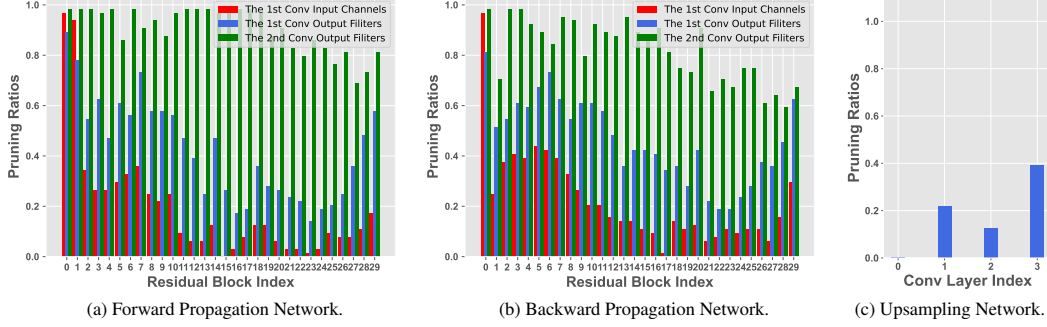 The 1st Conv Input Channels
The 1st Conv Output Filiters
The 2nd Conv Output Filiters
Pruning Ratios
1.0
0.8
0.6
0.4
0.2
0.0
0 1 2 3 4 5 6 7 8 9 1011121314151617181920212223242526272829
Residual Block Index
(a) Forward Propagation Network.
The 1st Conv Input Channels
The 1st Conv Output Filiters
The 2nd Conv Output Filiters
Pruning Ratios
1.0
0.8
0.6
0.4
0.2
0.0
0 1 2 3 4 5 6 7 8 9 1011121314151617181920212223242526272829
Residual Block Index
(b) Backward Propagation Network.
Pruning Ratios
1.0
0.8
0.6
0.4
0.2
0.0
0 1 2 3
Conv Layer Index
(c) Upsampling Network.